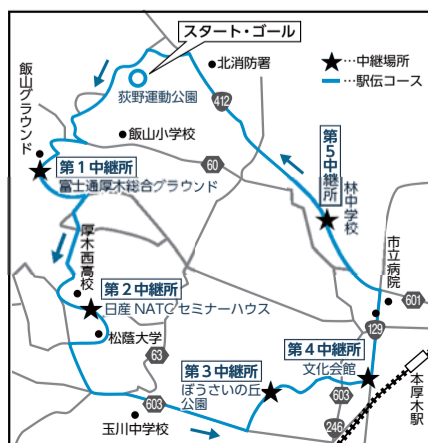 スタート・ゴール
荻野運動公園
北消防署
★…中継場所
…駅伝コース
飯山グラウンド
飯山小学校
412
60
第1中継所
富士通厚木総合グラウンド
第5中継所
林中学校
厚木西高校
第2中継所
日産NATCセミナーハウス
松蔭大学
市立病院
601
129
63
第3中継所
ぼうさいの丘
公園
第4中継所
文化会館
603
603
246
玉川中学校
本厚木駅